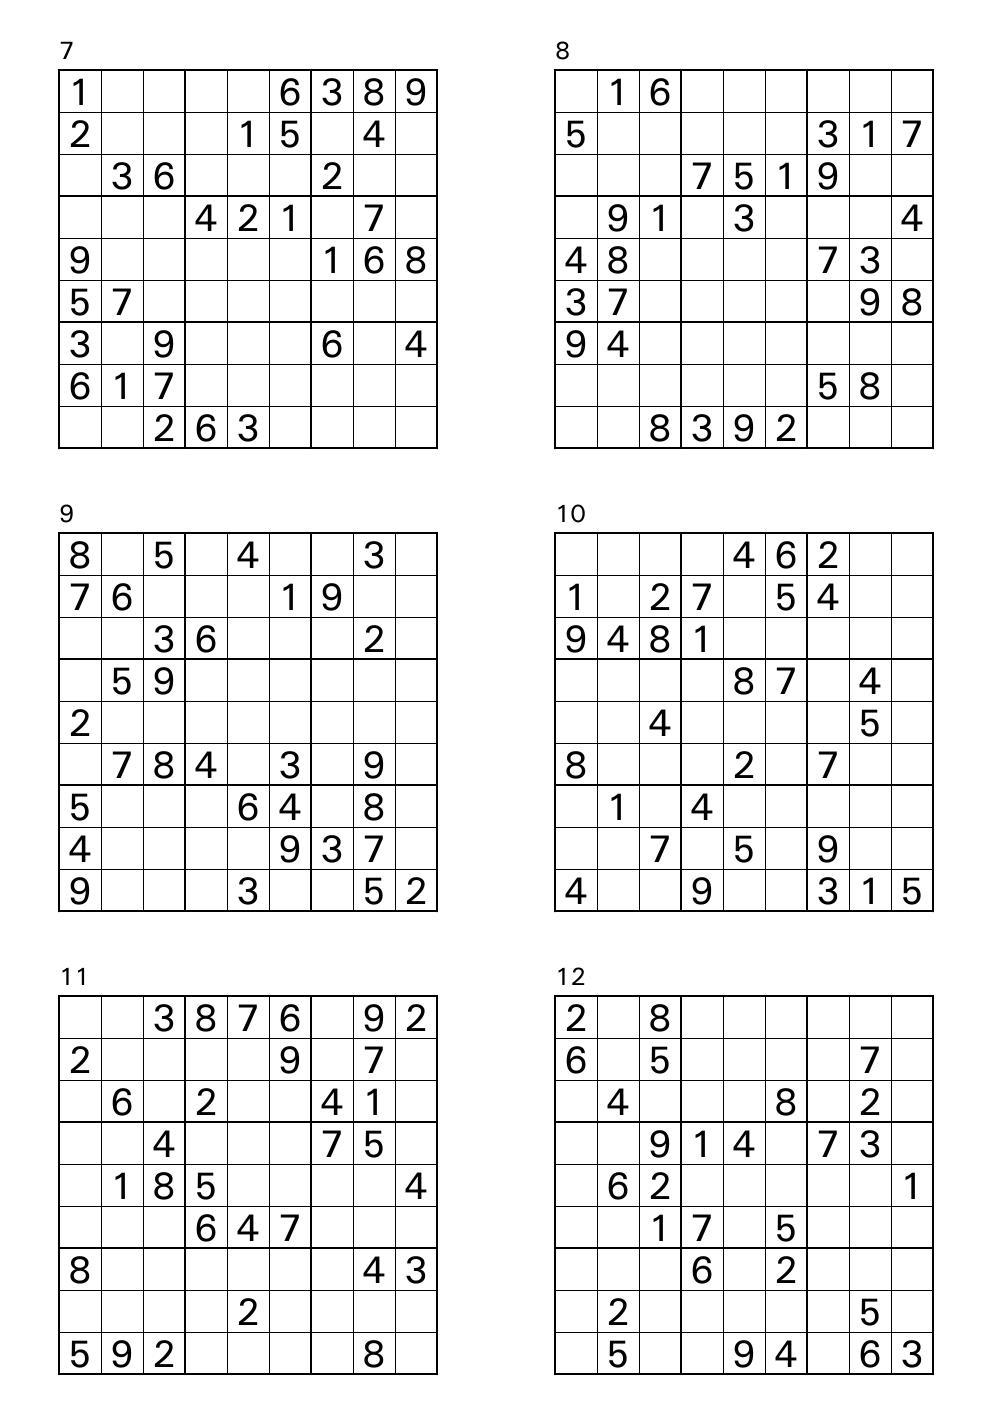 7
1 6 3 8 9
2 1 5 4
3 6 2
4 2 1 7
9 1 6 8
5 7
3 9 6 4
6 1 7
2 6 3
8
1 6
5 3 1 7
7 5 1 9
9 1 3 4
4 8 7 3
3 7 9 8
9 4
5 8
8 3 9 2
9
8 5 4 3
7 6 1 9
3 6 2
5 9
2
7 8 4 3 9
5 6 4 8
4 9 3 7
9 3 5 2
10
4 6 2
1 2 7 5 4
9 4 8 1
8 7 4
4 5
8 2 7
1 4
7 5 9
4 9 3 1 5
11
3 8 7 6 9 2
2 9 7
6 2 4 1
4 7 5
1 8 5 4
6 4 7
8 4 3
2
5 9 2 8
12
2 8
6 5 7
4 8 2
9 1 4 7 3
6 2 1
1 7 5
6 2
2 5
5 9 4 6 3